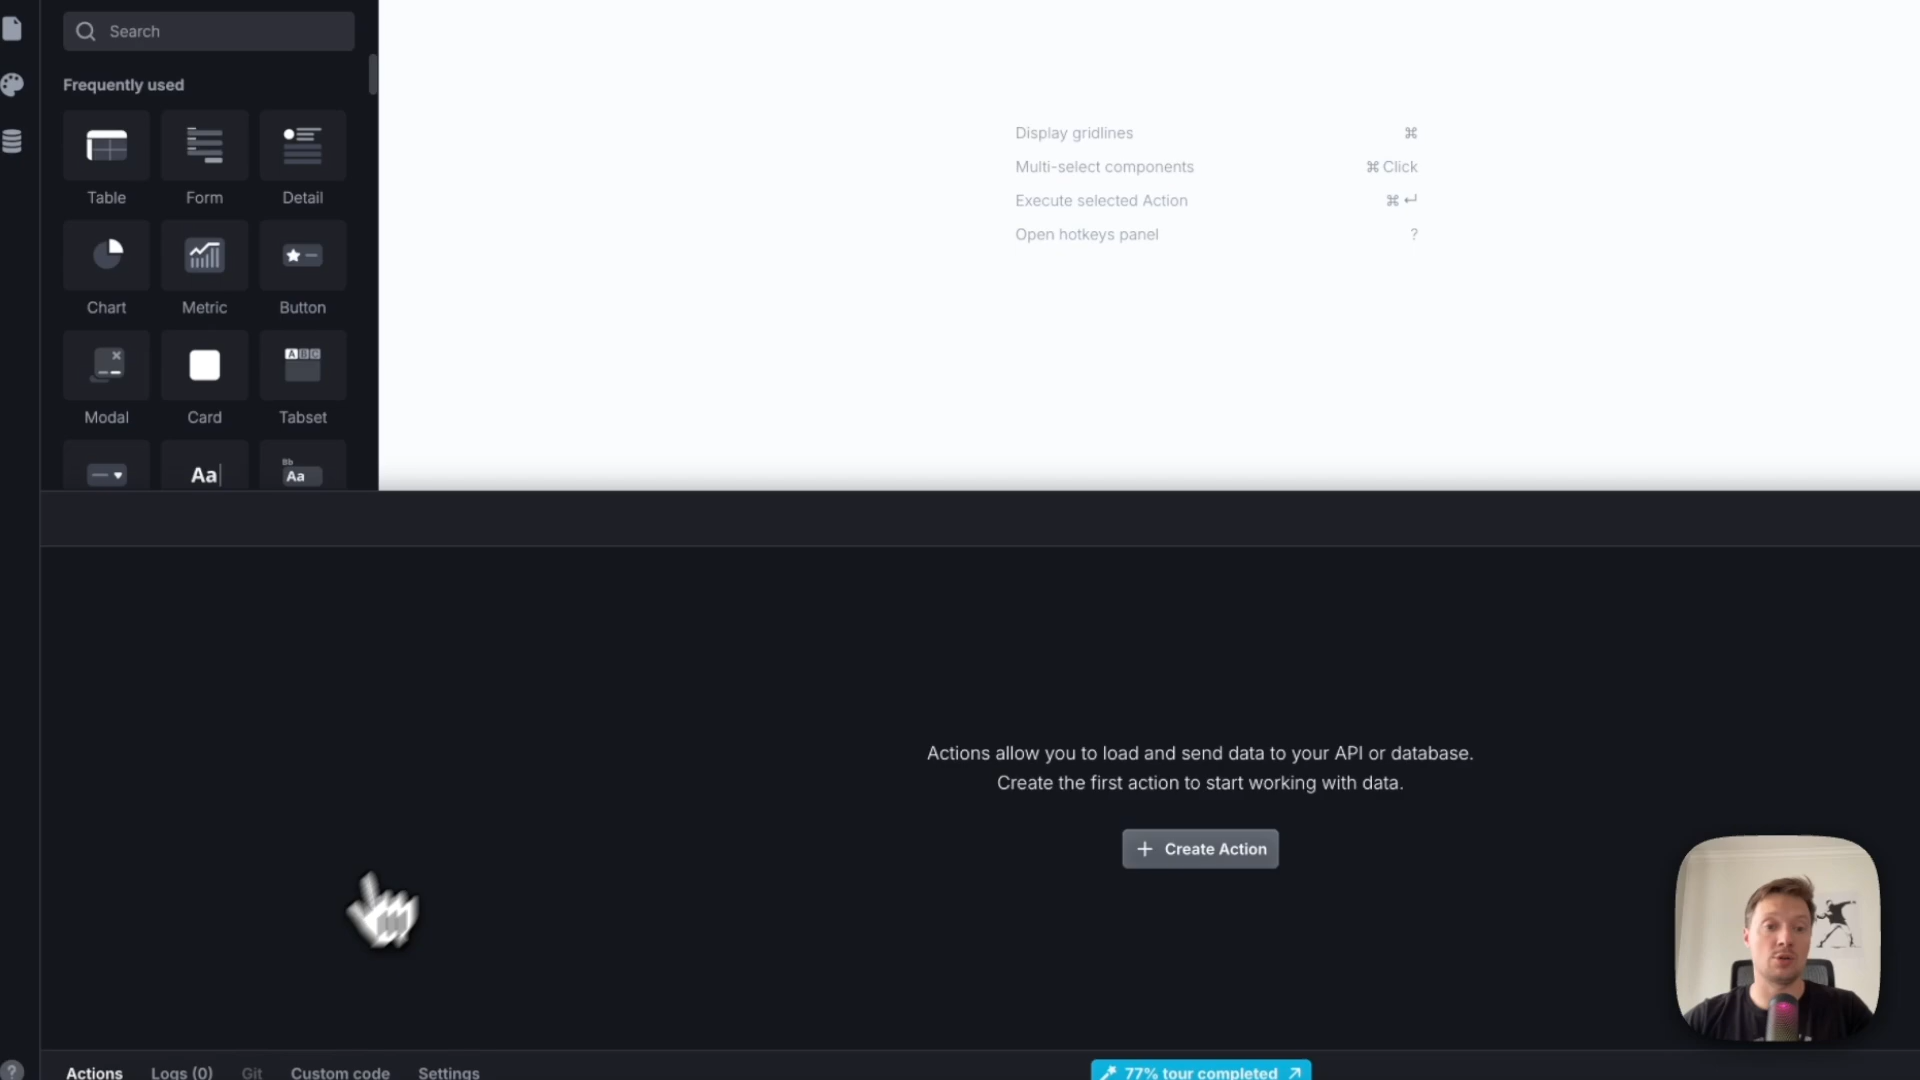 Search
Frequently used
Table
Form
Detail
Chart
Metric
Button
Modal
Card
Tabset
Aa
Bb
Aa
Display gridlines ⌘
Multi-select components ⌘ Click
Execute selected Action ⌘ ↵
Open hotkeys panel ?
Actions allow you to load and send data to your API or database.
Create the first action to start working with data.
+ Create Action
? Actions Logs (0) Git Custom code Settings
77% tour completed